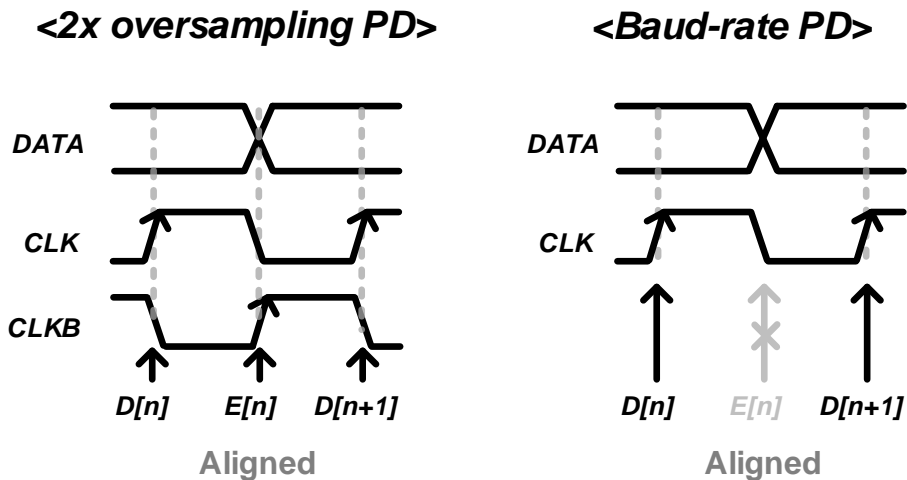 <2x oversampling PD>
DATA
CLK
CLKB
D[n] E[n] D[n+1]
Aligned
<Baud-rate PD>
DATA
CLK
D[n] E[n] D[n+1]
Aligned